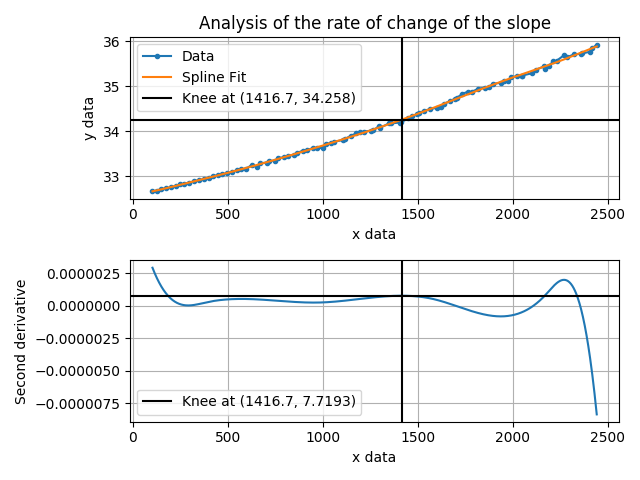 Analysis of the rate of change of the slope
36
35
34
33
y data
Data
Spline Fit
Knee at (1416.7, 34.258)
0
500
1000
1500
2000
2500
x data
0.0000025
0.0000000
−0.0000025
−0.0000050
−0.0000075
Second derivative
Knee at (1416.7, 7.7193)
0
500
1000
1500
2000
2500
x data